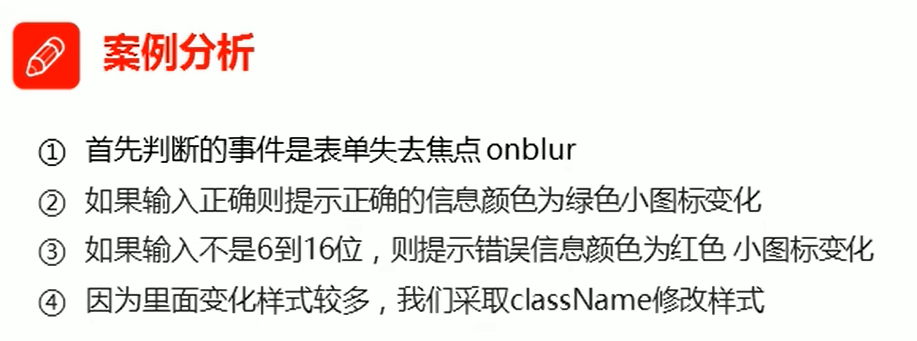 案例分析
① 首先判断的事件是表单失去焦点 onblur
② 如果输入正确则提示正确的信息颜色为绿色小图标变化
③ 如果输入不是6到16位，则提示错误信息颜色为红色 小图标变化
④ 因为里面变化样式较多，我们采取className修改样式